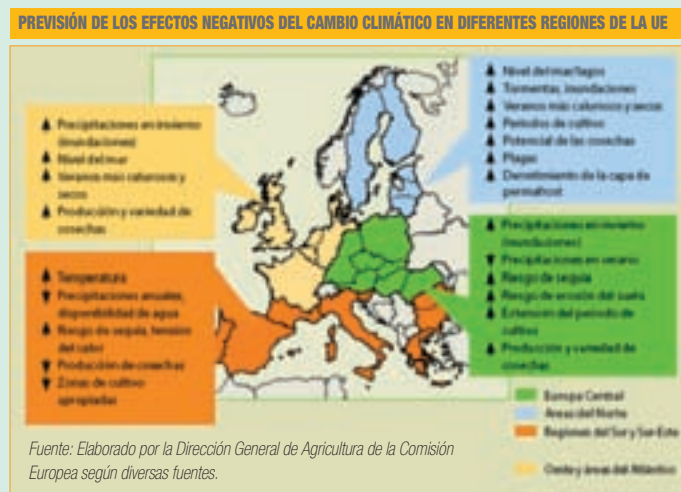 PREVISIÓN DE LOS EFECTOS NEGATIVOS DEL CAMBIO CLIMÁTICO EN DIFERENTES REGIONES DE LA UE
Precipitaciones en invierno
(inundaciones)
Nivel del mar
Veranos más calurosos y
secos
Producción y variedad de
cosechas
Nivel del mar/lagos
Tormentas, inundaciones
Veranos más calurosos y secos
Periodos de cultivo
Potencial de las cosechas
Plagas
Derretimiento de la capa de
permafrost
Temperatura
Precipitaciones anuales,
disponibilidad de agua
Riesgo de sequía, tensión
del calor
Producción de cosechas
Zonas de cultivo
apropiadas
Precipitaciones en invierno
(inundaciones)
Precipitaciones en verano
Riesgo de sequía
Riesgo de erosión del suelo
Extensión del periodo de
cultivo
Producción y variedad de
cosechas
Europa Central
Areas del Norte
Regiones del Sur y Sur-Este
Oeste y áreas del Atlántico
Fuente: Elaborado por la Dirección General de Agricultura de la Comisión
Europea según diversas fuentes.